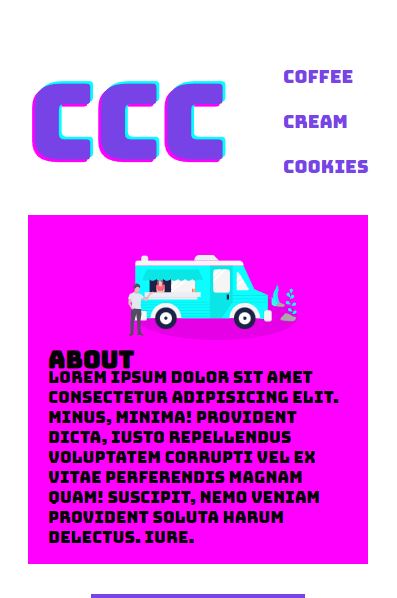 CCC
COFFEE
CREAM
COOKIES
ABOUT
LOREM IPSUM DOLOR SIT AMET
CONSECTETUR ADIPISICING ELIT.
MINUS, MINIMA! PROVIDENT
DICTA, IUSTO REPELLENDUS
VOLUPTATEM CORRUPTI VEL EX
VITAE PERFERENDIS MAGNAM
QUAM! SUSCIPIT, NEMO VENIAM
PROVIDENT SOLUTA HARUM
DELECTUS. IURE.